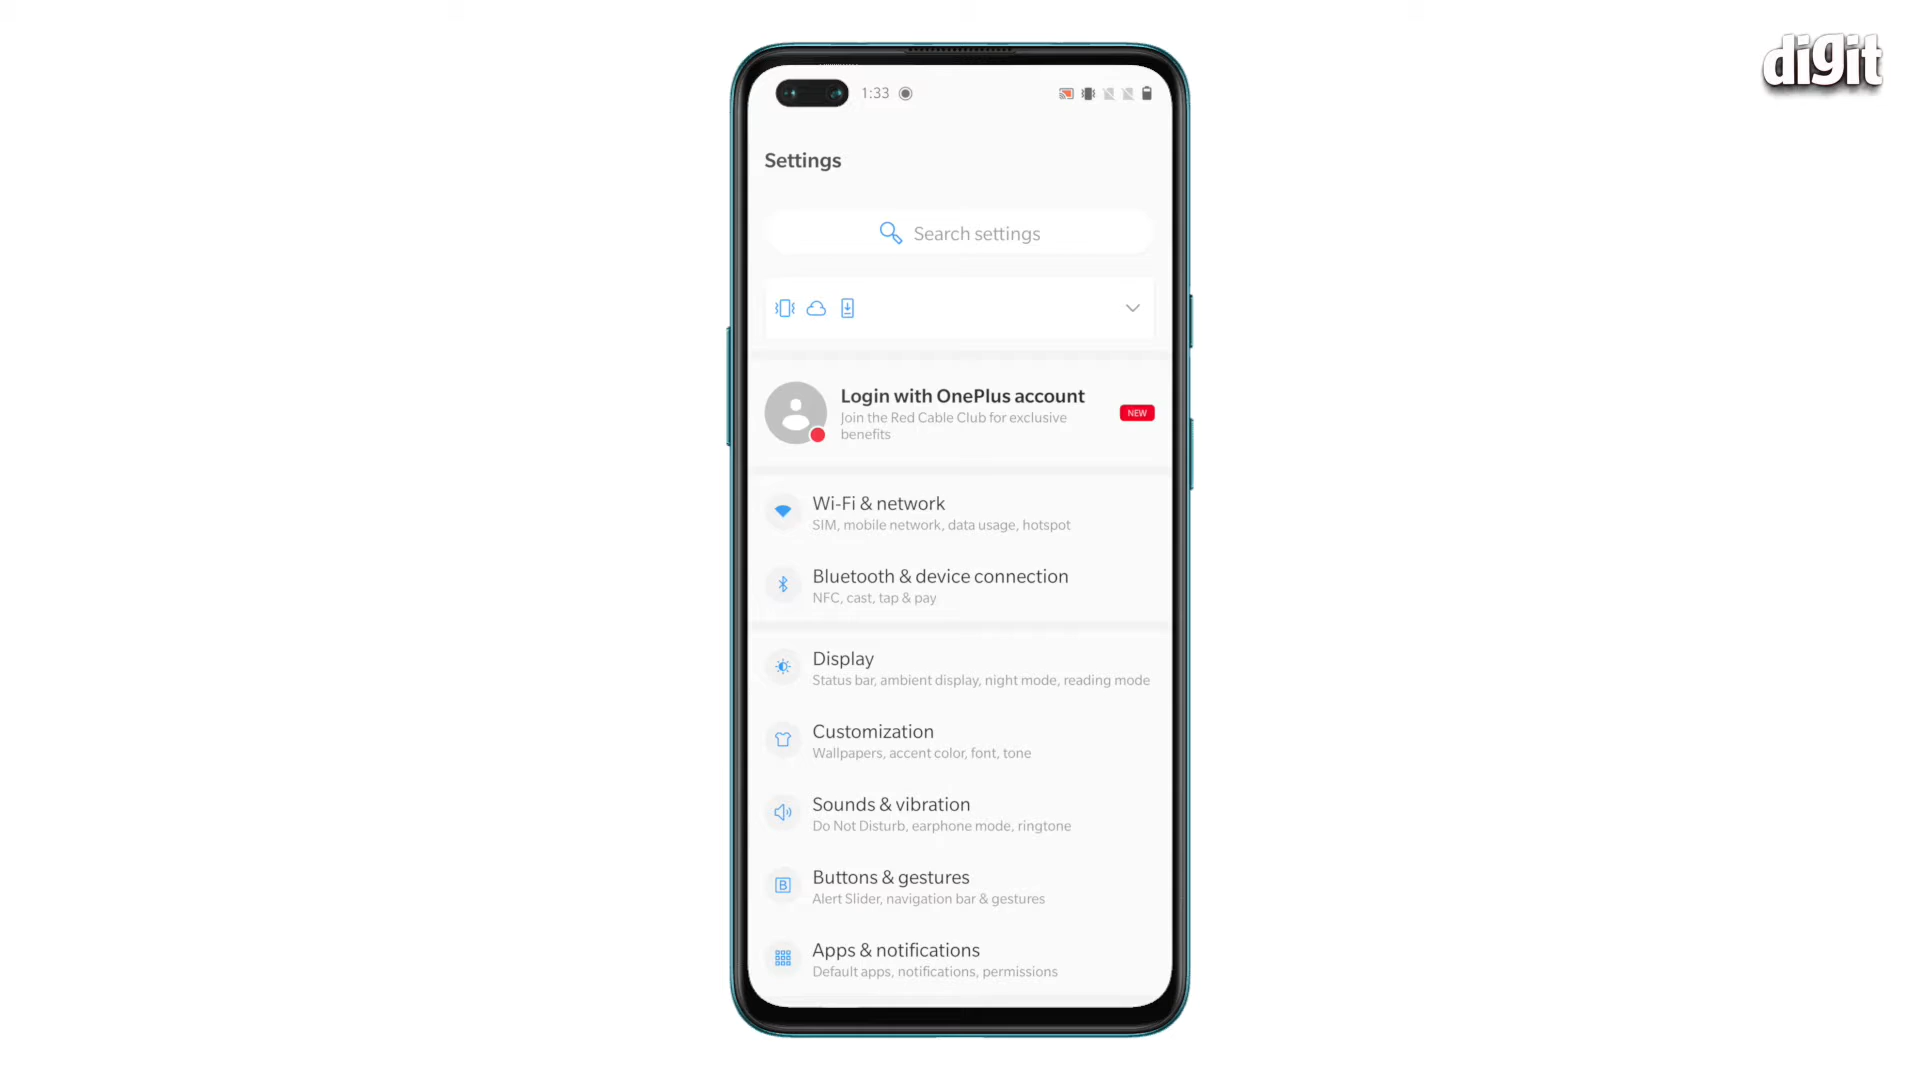 digit
1:33
Settings
Search settings
Login with OnePlus account
Join the Red Cable Club for exclusive
benefits
NEW
Wi-Fi & network
SIM, mobile network, data usage, hotspot
Bluetooth & device connection
NFC, cast, tap & pay
Display
Status bar, ambient display, night mode, reading mode
Customization
Wallpapers, accent color, font, tone
Sounds & vibration
Do Not Disturb, earphone mode, ringtone
B
Buttons & gestures
Alert Slider, navigation bar & gestures
Apps & notifications
Default apps, notifications, permissions